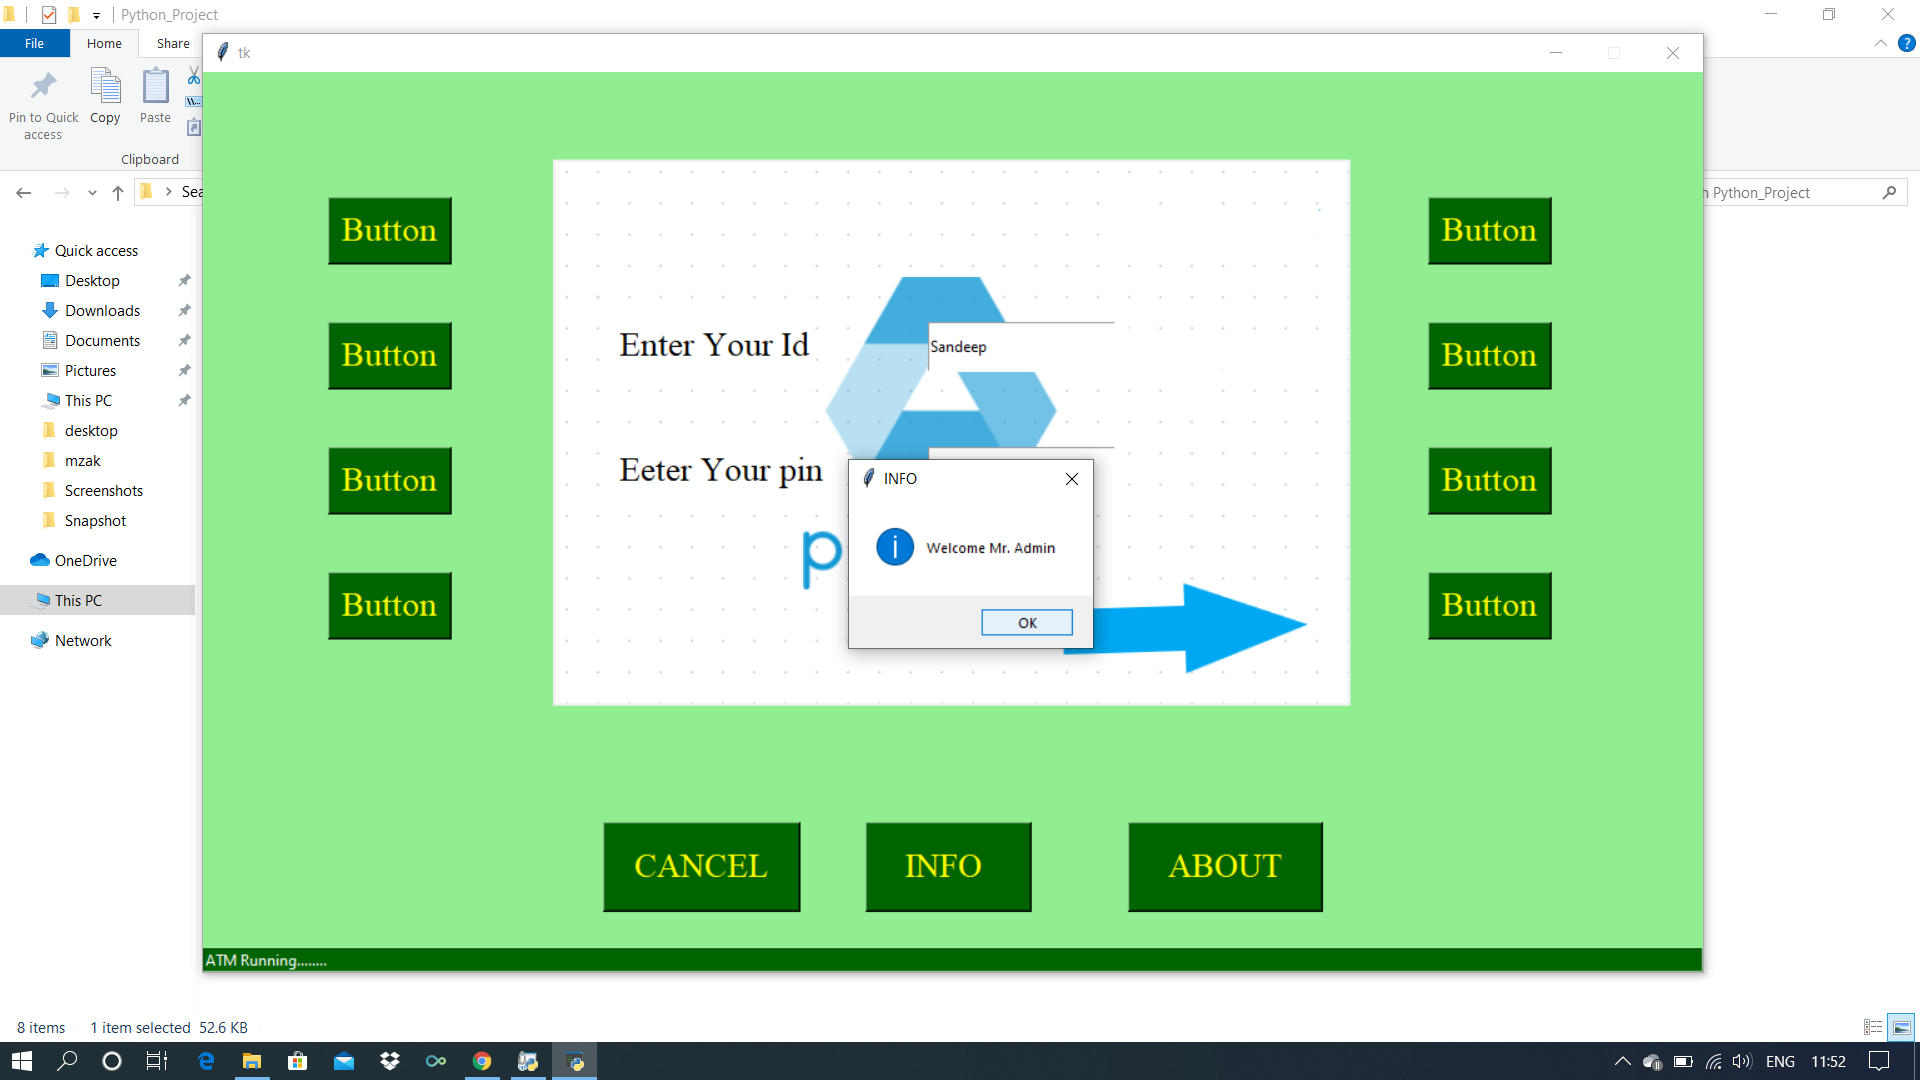 Python_Project
File
Home
Share
tk
Pin to Quick access
Copy
Paste
Clipboard
Sea
n Python_Project
Quick access
Desktop
Downloads
Documents
Pictures
This PC
desktop
mzak
Screenshots
Snapshot
OneDrive
This PC
Network
Button
Button
Button
Button
Button
Button
Button
Button
Enter Your Id
Sandeep
Eeter Your pin
p
INFO
Welcome Mr. Admin
OK
CANCEL
INFO
ABOUT
ATM Running........
8 items
1 item selected 52.6 KB
ENG
11:52